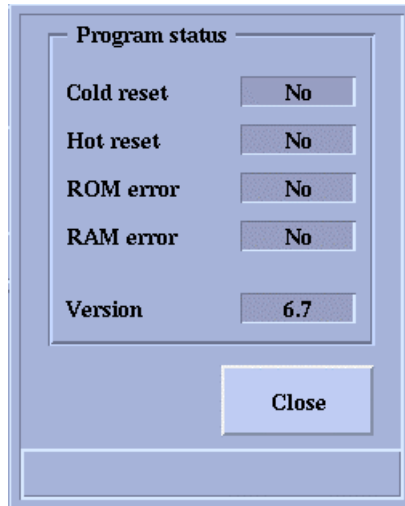 Program status
Cold reset No
Hot reset No
ROM error No
RAM error No
Version 6.7
Close